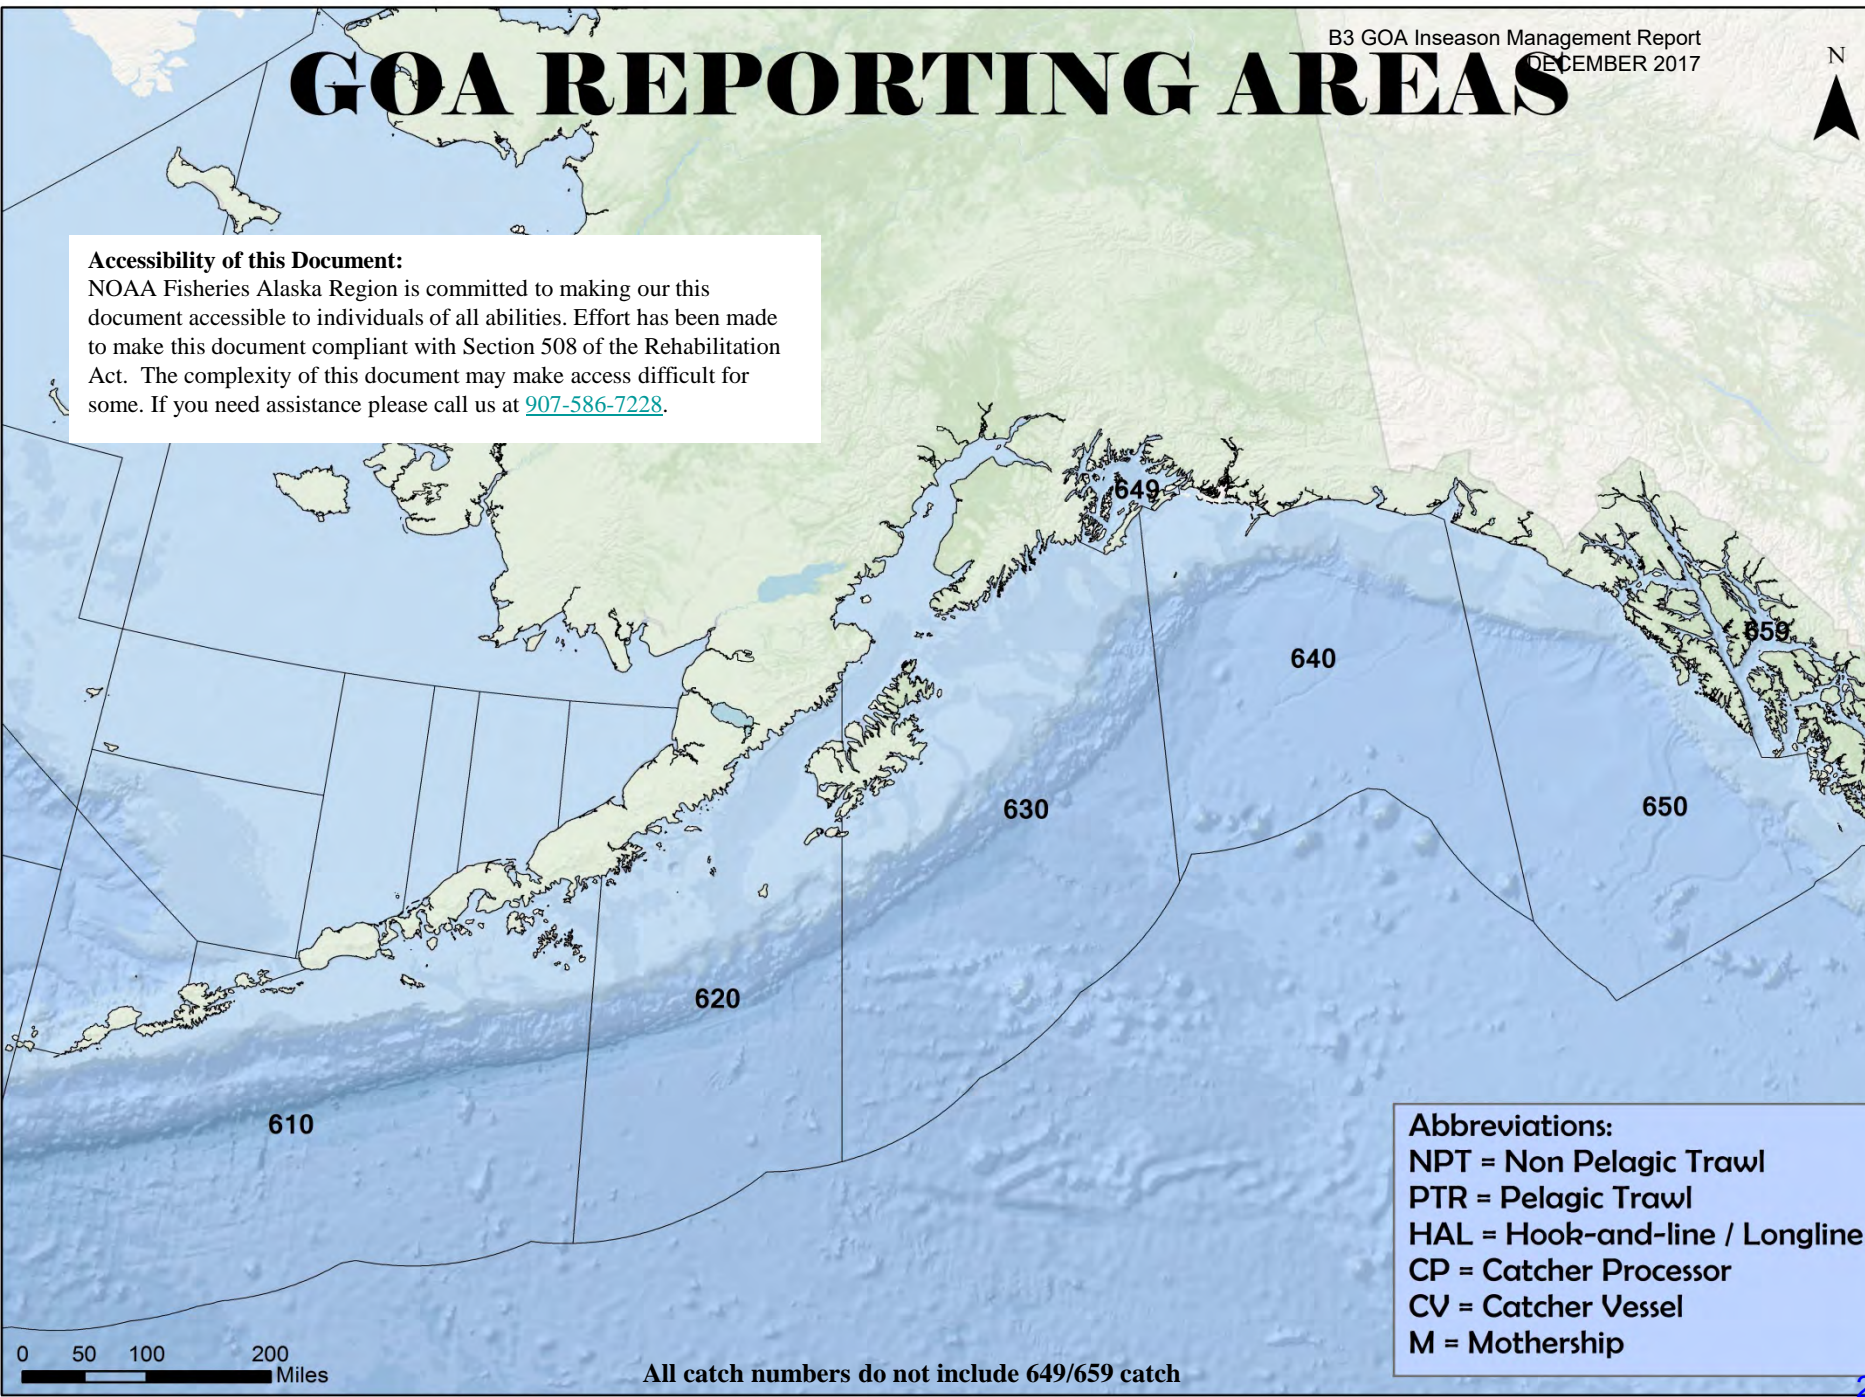 B3 GOA Inseason Management Report
DECEMBER 2017
GOA REPORTING AREAS
N
Accessibility of this Document:
NOAA Fisheries Alaska Region is committed to making our this
document accessible to individuals of all abilities. Effort has been made
to make this document compliant with Section 508 of the Rehabilitation
Act. The complexity of this document may make access difficult for
some. If you need assistance please call us at 907-586-7228.
649
659
640
650
630
620
610
Abbreviations:
NPT = Non Pelagic Trawl
PTR = Pelagic Trawl
HAL = Hook-and-line / Longline
CP = Catcher Processor
CV = Catcher Vessel
M = Mothership
0 50 100 200
Miles
All catch numbers do not include 649/659 catch